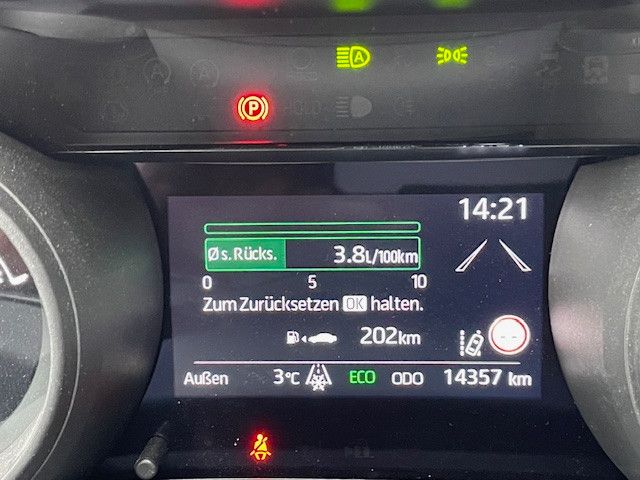 A
P
HOLD
14:21
Ø s. Rücks. 3.8L/100km
0 5 10
Zum Zurücksetzen OK halten.
202km
--
Außen 3°C ECO ODO 14357 km